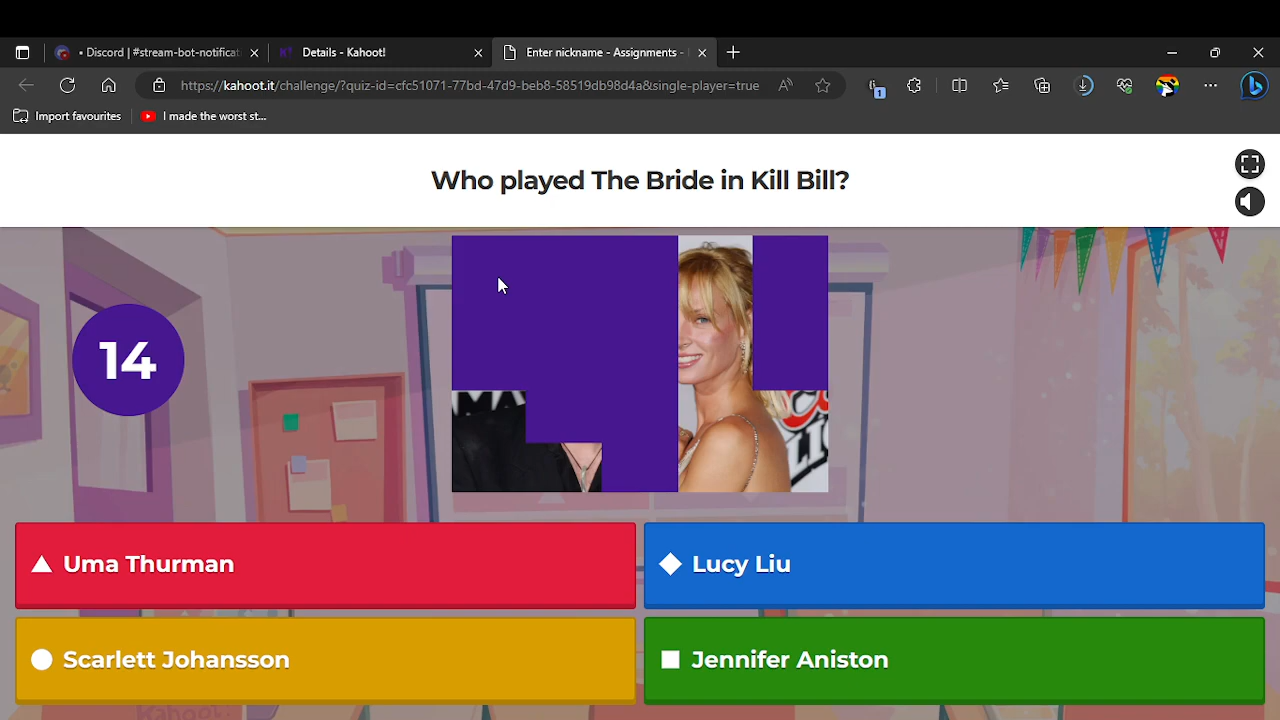 Discord | #stream-bot-notificat
Details - Kahoot!
Enter nickname - Assignments -
https://kahoot.it/challenge/?quiz-id=cfc51071-77bd-47d9-beb8-58519db98d4a&single-player=true
1
Import favourites
I made the worst st...
Who played The Bride in Kill Bill?
14
Uma Thurman
Lucy Liu
Scarlett Johansson
Jennifer Aniston